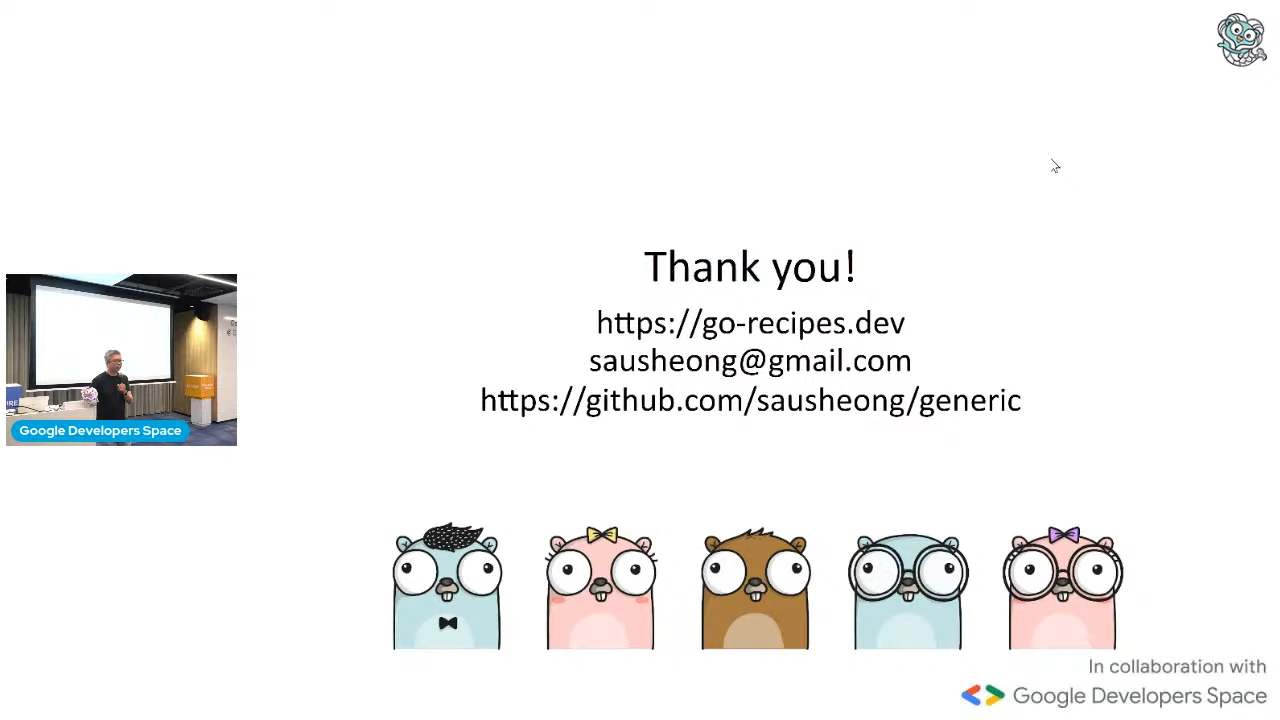 Thank you!
https://go-recipes.dev
sausheong@gmail.com
https://github.com/sausheong/generic
Google Developers Space
In collaboration with
Google Developers Space